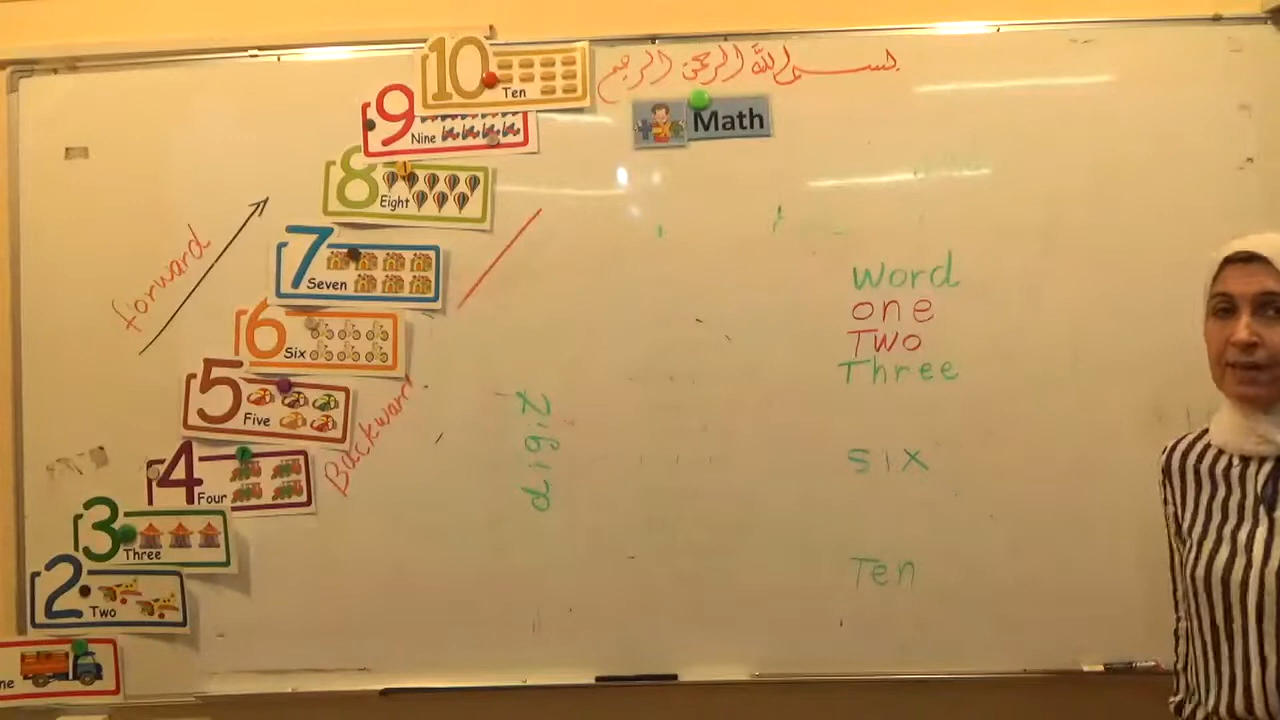 بسم الله الرحمن الرحيم
Math
10 Ten
9 Nine
8 Eight
7 Seven
6 Six
5 Five
4 Four
3 Three
2 Two
ne
forward
Backward
digit
word
one
Two
Three
six
Ten